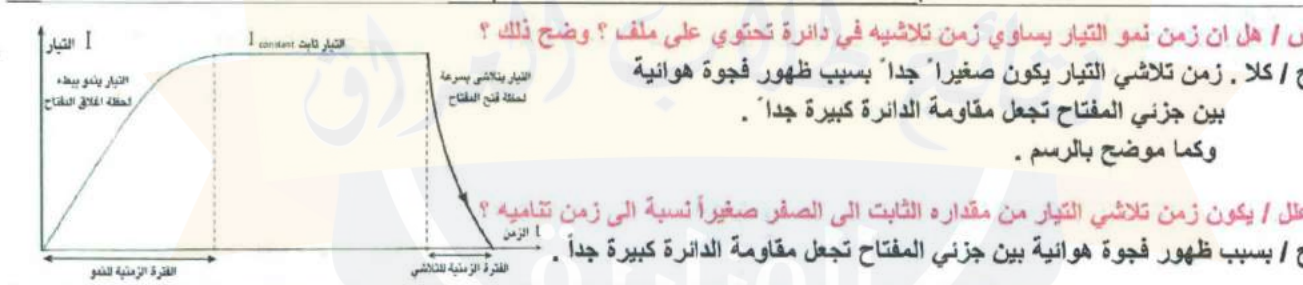 س / هل ان زمن نمو التيار يساوي زمن تلاشيه في دائرة تحتوي على ملف ؟ وضح ذلك ؟
ج / كلا . زمن تلاشي التيار يكون صغيراً جداً بسبب ظهور فجوة هوائية
بين جزئي المفتاح تجعل مقاومة الدائرة كبيرة جداً .
وكما موضح بالرسم .
علل / يكون زمن تلاشي التيار من مقداره الثابت الى الصفر صغيراً نسبة الى زمن تناميه ؟
ج / بسبب ظهور فجوة هوائية بين جزئي المفتاح تجعل مقاومة الدائرة كبيرة جداً .
التيار I
التيار ثابت I constant
التيار ينمو ببطء
لحظة اغلاق المفتاح
التيار يتلاشى بسرعة
لحظة فتح المفتاح
الزمن t
الفترة الزمنية للنمو
الفترة الزمنية للتلاشي